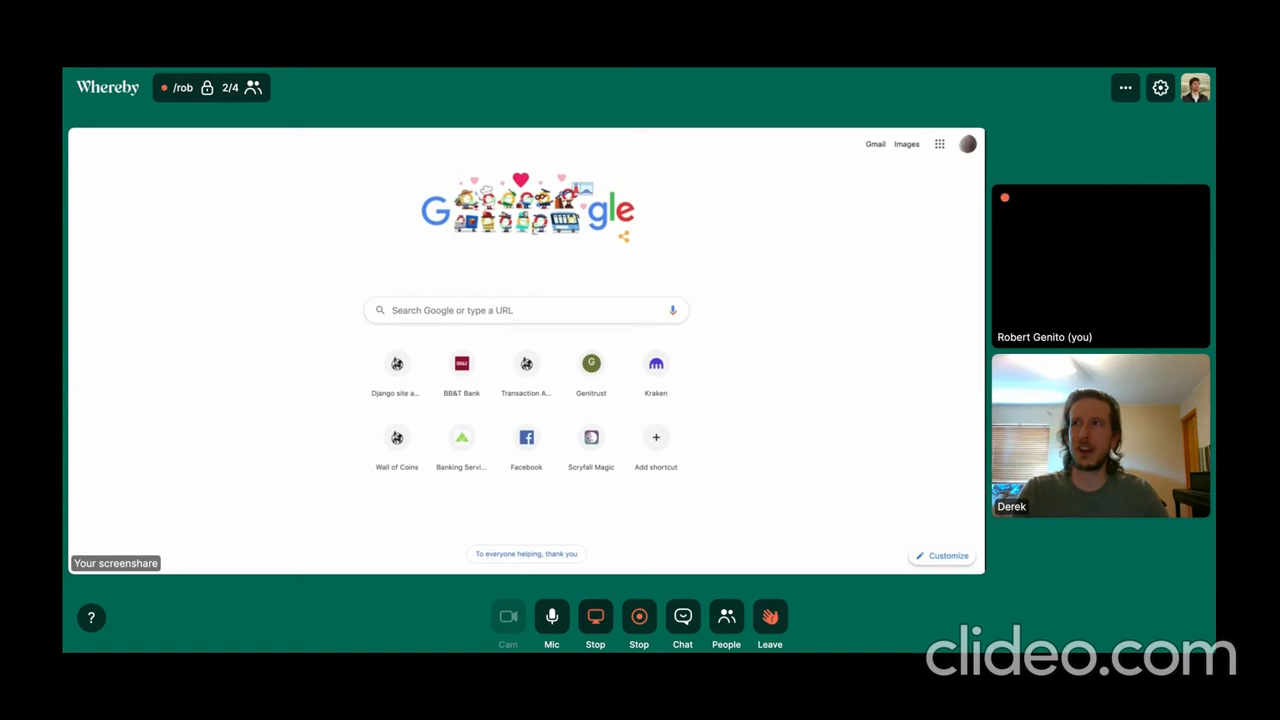 Whereby
/rob 2/4
Gmail Images
Google
Search Google or type a URL
Django site a... BB&T Bank Transaction A... Genitrust Kraken
Wall of Coins Banking Servi... Facebook Scryfall Magic Add shortcut
To everyone helping, thank you
Customize
Your screenshare
Robert Genito (you)
Derek
? Cam Mic Stop Stop Chat People Leave
clideo.com